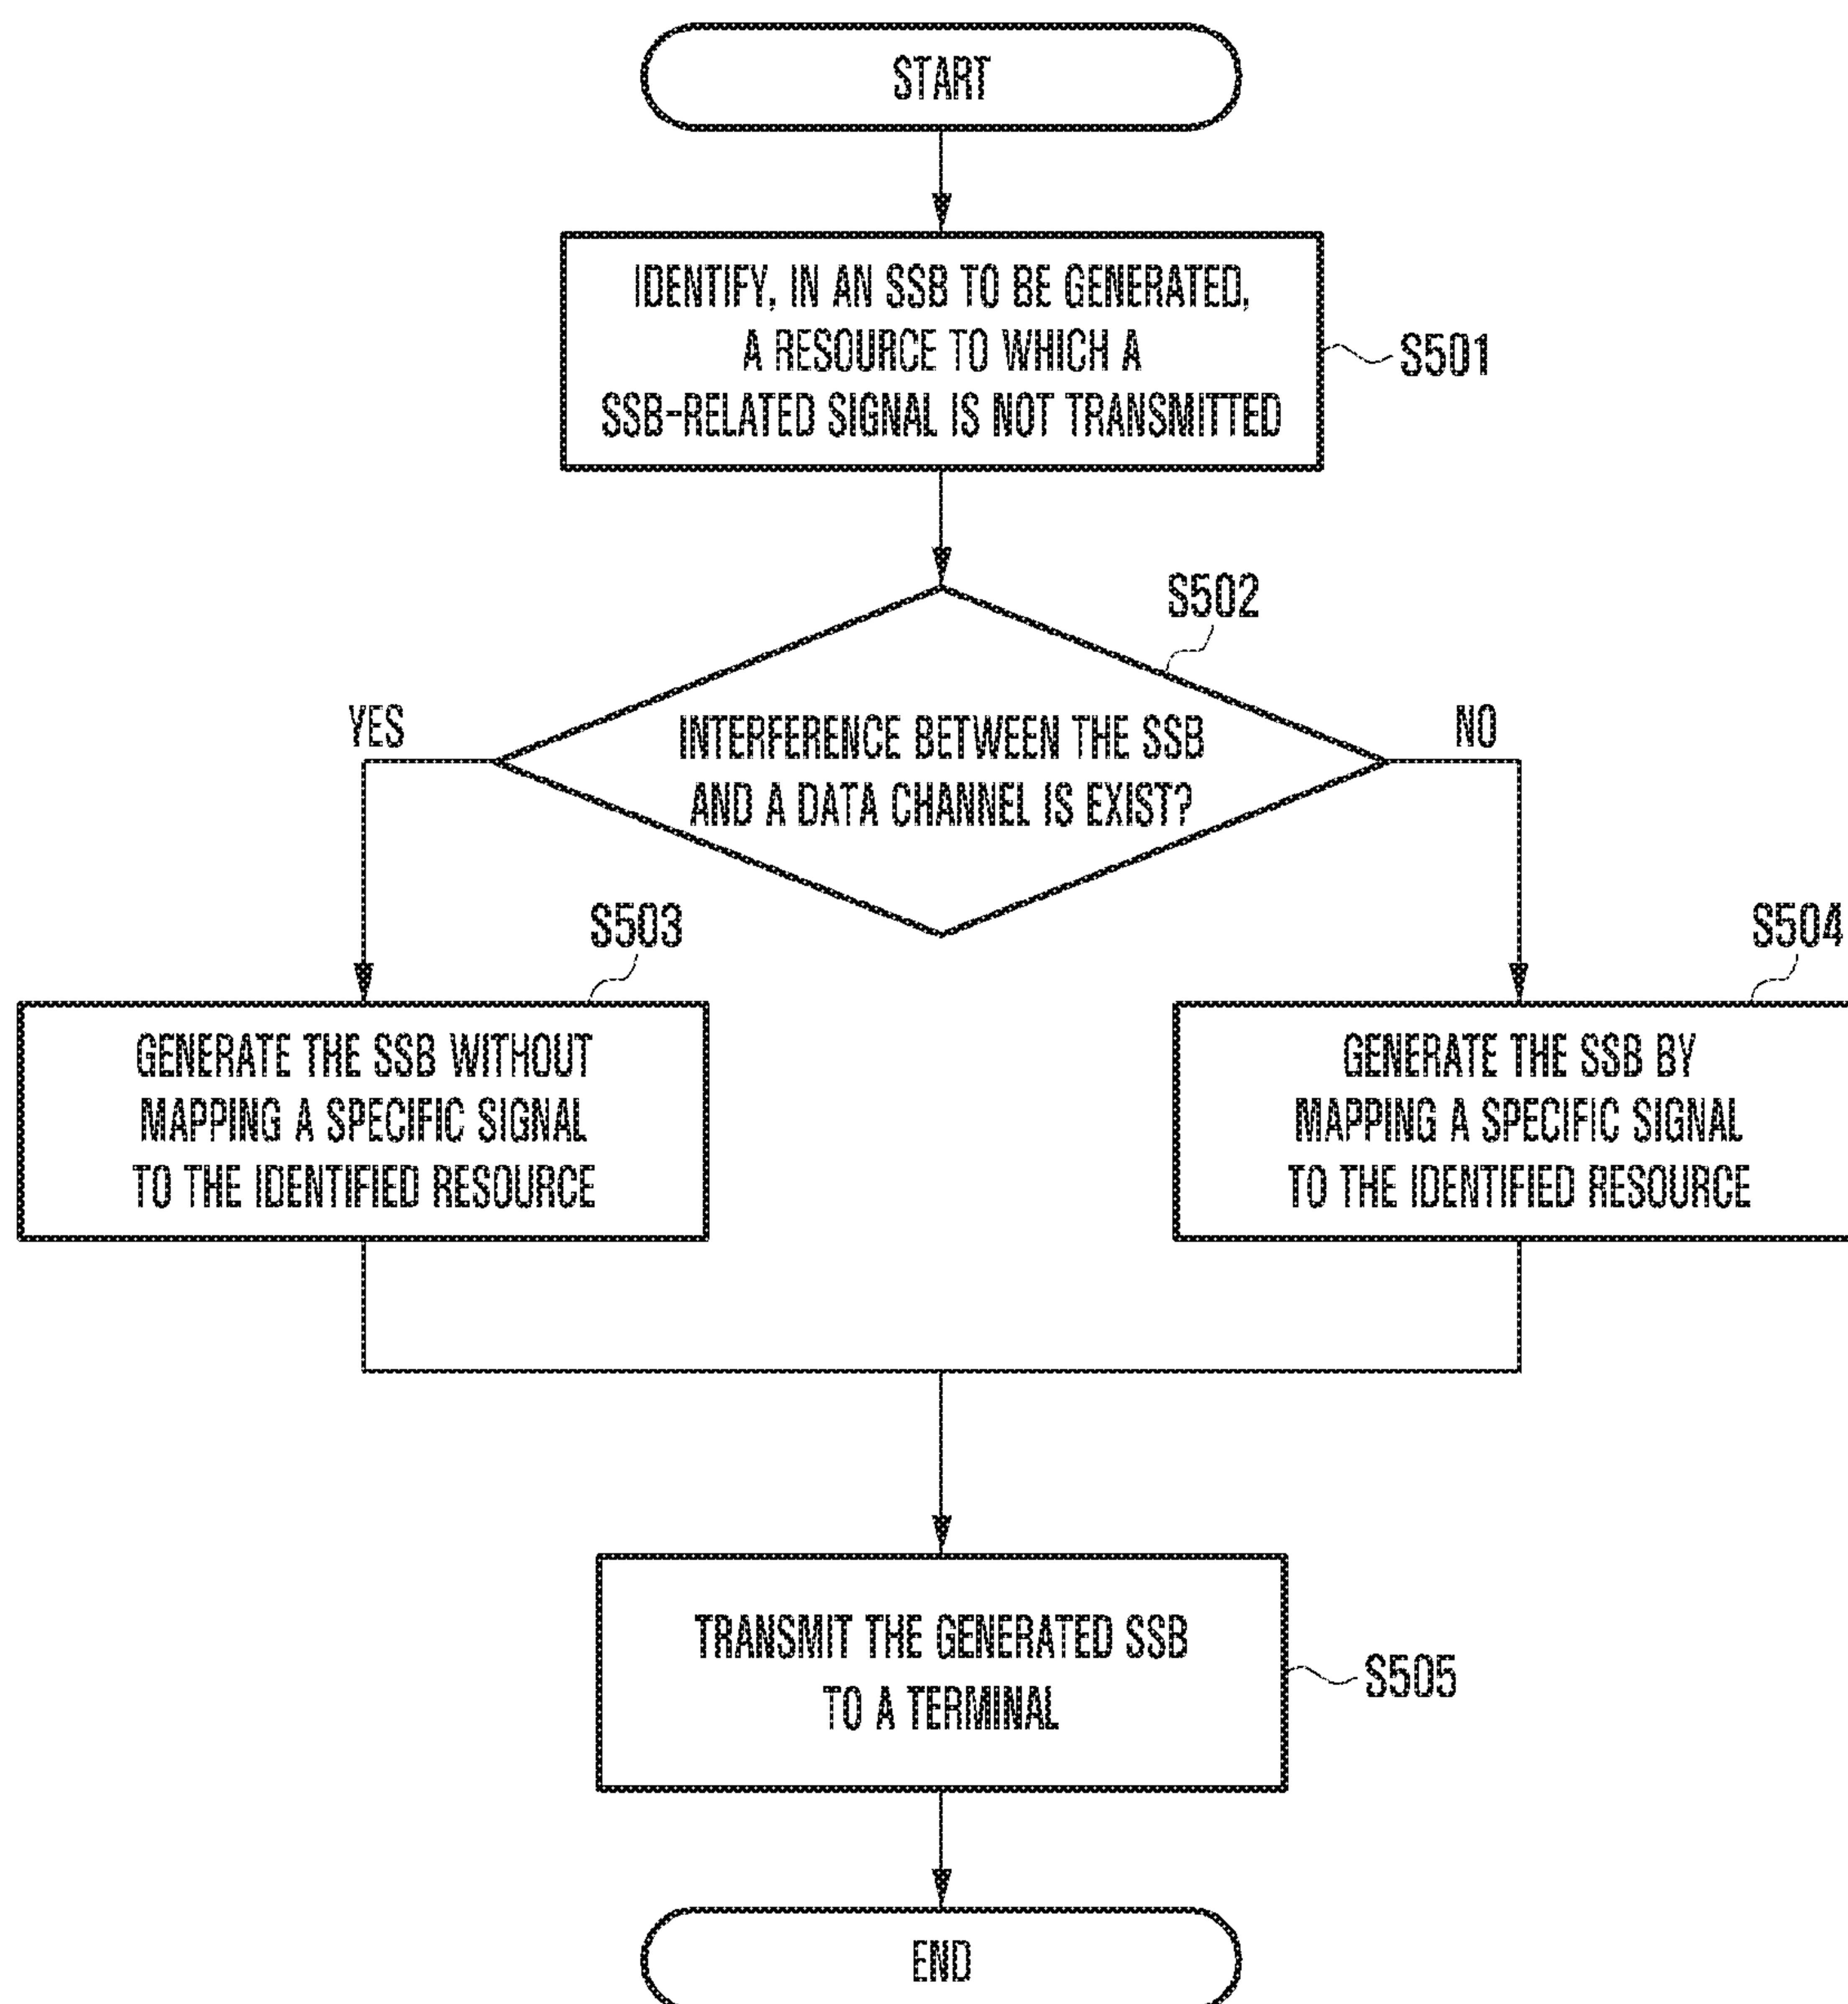 START
IDENTIFY, IN AN SSB TO BE GENERATED,
A RESOURCE TO WHICH A
SSB-RELATED SIGNAL IS NOT TRANSMITTED
S501
S502
INTERFERENCE BETWEEN THE SSB
AND A DATA CHANNEL IS EXIST?
YES
NO
S503
GENERATE THE SSB WITHOUT
MAPPING A SPECIFIC SIGNAL
TO THE IDENTIFIED RESOURCE
S504
GENERATE THE SSB BY
MAPPING A SPECIFIC SIGNAL
TO THE IDENTIFIED RESOURCE
TRANSMIT THE GENERATED SSB
TO A TERMINAL
S505
END